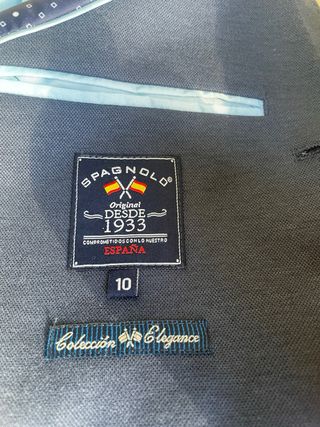 SPAGNOLO®
Original
DESDE
1933
COMPROMETIDOS CON LO NUESTRO
ESPAÑA
10
Colección Elegance